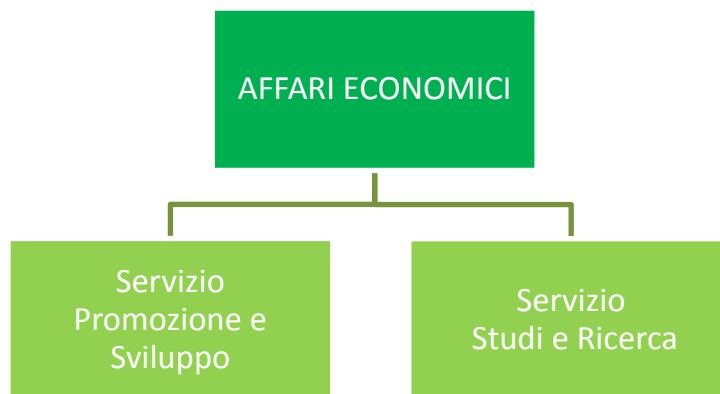 AFFARI ECONOMICI
Servizio
Promozione e
Sviluppo
Servizio
Studi e Ricerca